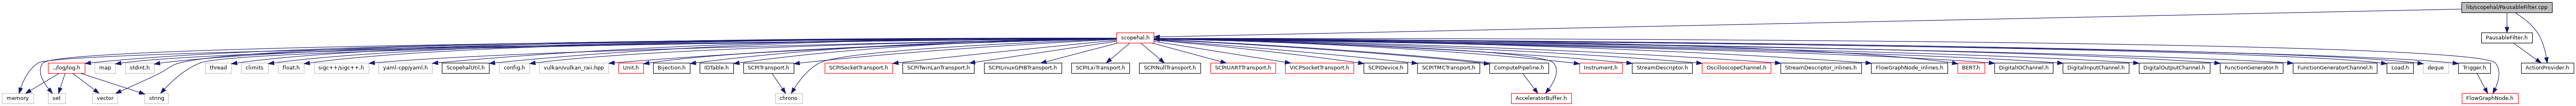 lib/scopehal/PausableFilter.cpp
scopehal.h
PausableFilter.h
../log/log.h
map
stdint.h
thread
climits
float.h
sigc++/sigc++.h
yaml-cpp/yaml.h
ScopehalUtil.h
config.h
vulkan/vulkan_raii.hpp
Unit.h
Bijection.h
IDTable.h
SCPITransport.h
SCPISocketTransport.h
SCPITwinLanTransport.h
SCPILinuxGPIBTransport.h
SCPILxiTransport.h
SCPINullTransport.h
SCPIUARTTransport.h
VICPSocketTransport.h
SCPIDevice.h
SCPITMCTransport.h
ComputePipeline.h
Instrument.h
StreamDescriptor.h
OscilloscopeChannel.h
StreamDescriptor_inlines.h
FlowGraphNode_inlines.h
BERT.h
DigitalIOChannel.h
DigitalInputChannel.h
DigitalOutputChannel.h
FunctionGenerator.h
FunctionGeneratorChannel.h
Load.h
deque
Trigger.h
ActionProvider.h
memory
set
vector
string
chrono
AcceleratorBuffer.h
FlowGraphNode.h